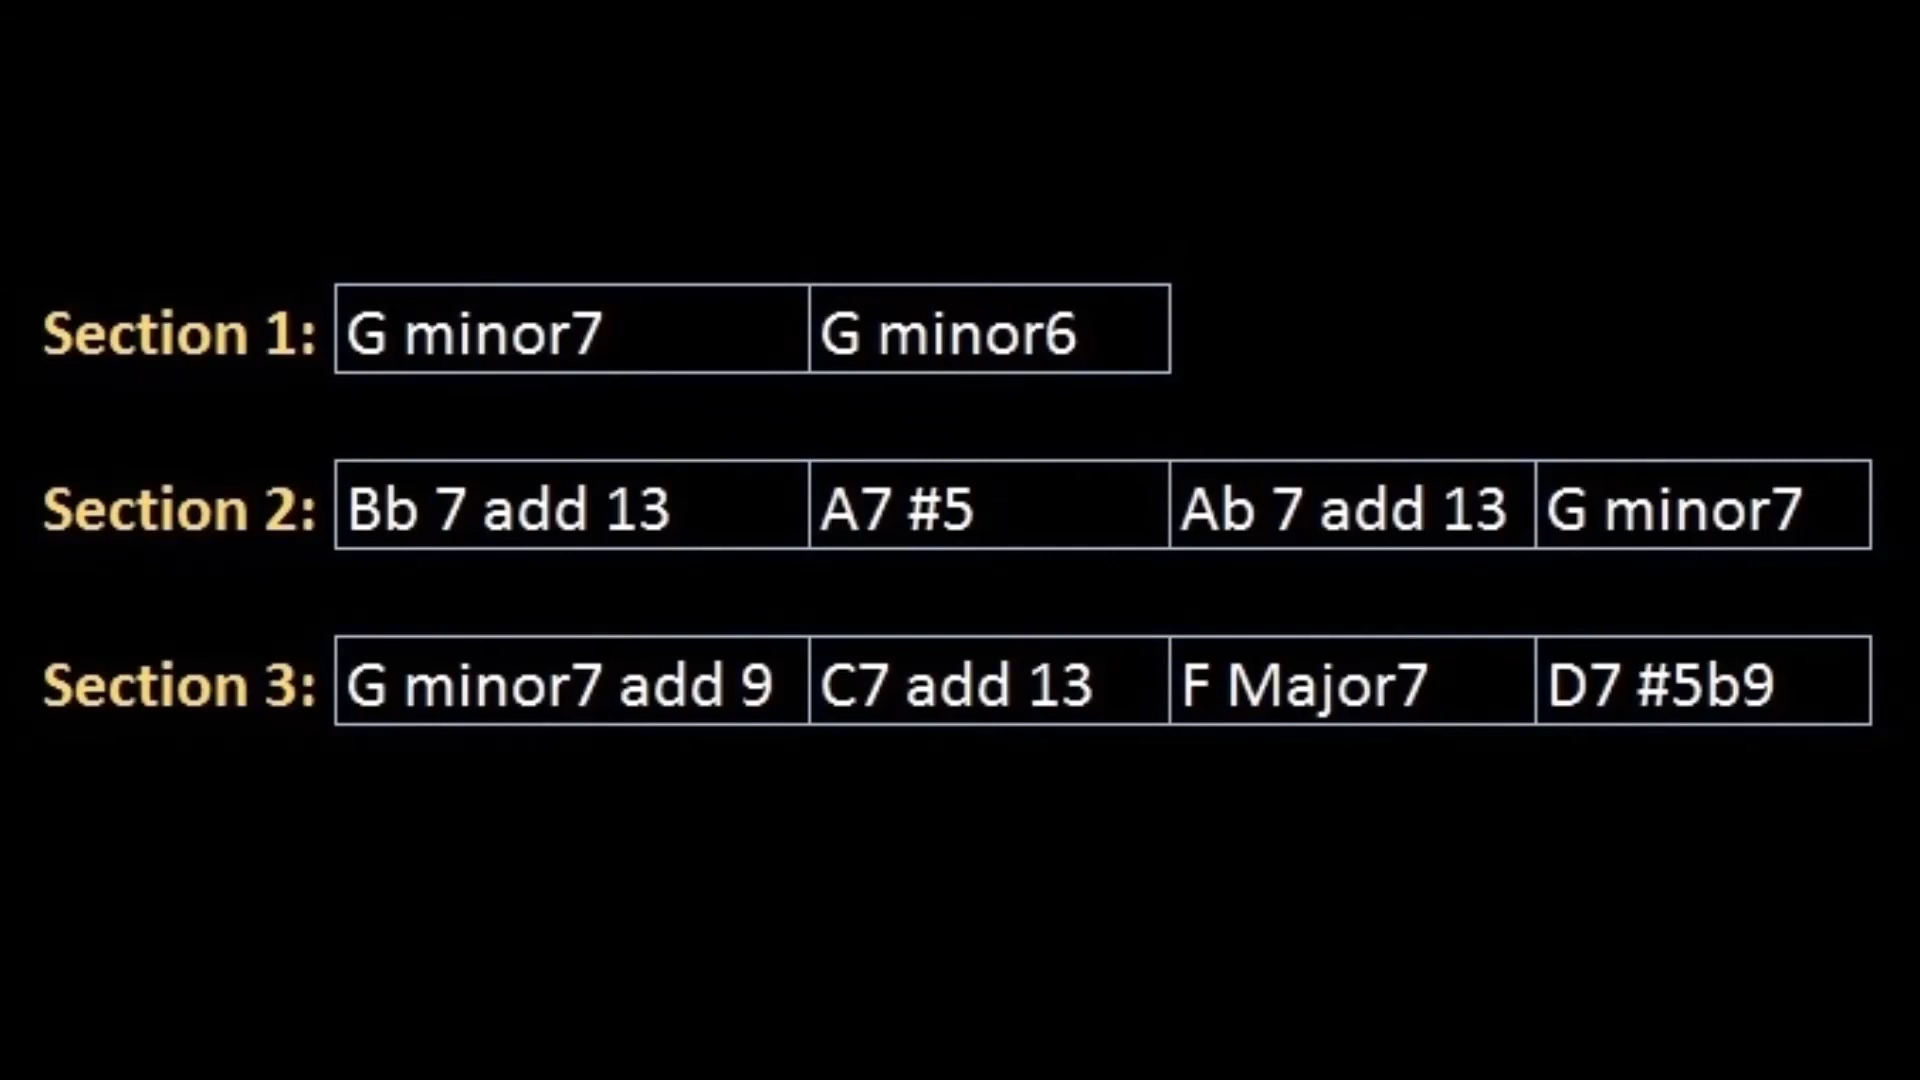 Section 1: G minor7 G minor6
Section 2: Bb 7 add 13 A7 #5 Ab 7 add 13 G minor7
Section 3: G minor7 add 9 C7 add 13 F Major7 D7 #5b9